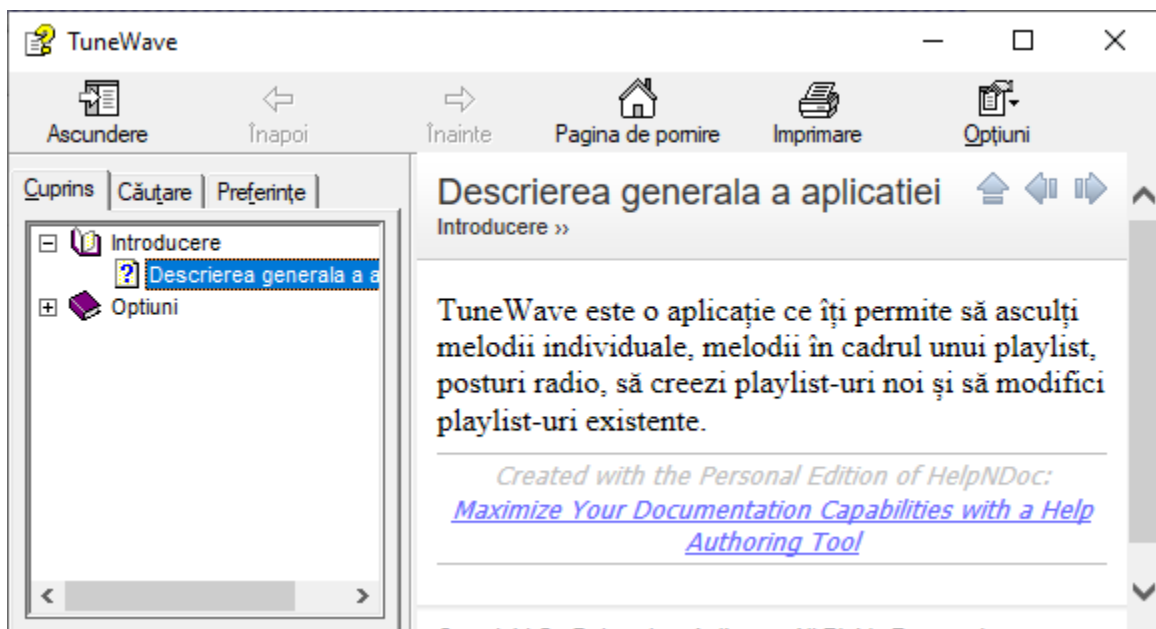 TuneWave
Ascundere Înapoi Înainte Pagina de pornire Imprimare Opțiuni
Cuprins Căutare Preferințe
Introducere
Descrierea generala a a
Optiuni
Descrierea generala a aplicatiei
Introducere ››
TuneWave este o aplicație ce îți permite să asculți
melodii individuale, melodii în cadrul unui playlist,
posturi radio, să creezi playlist-uri noi și să modifici
playlist-uri existente.
Created with the Personal Edition of HelpNDoc:
Maximize Your Documentation Capabilities with a Help
Authoring Tool